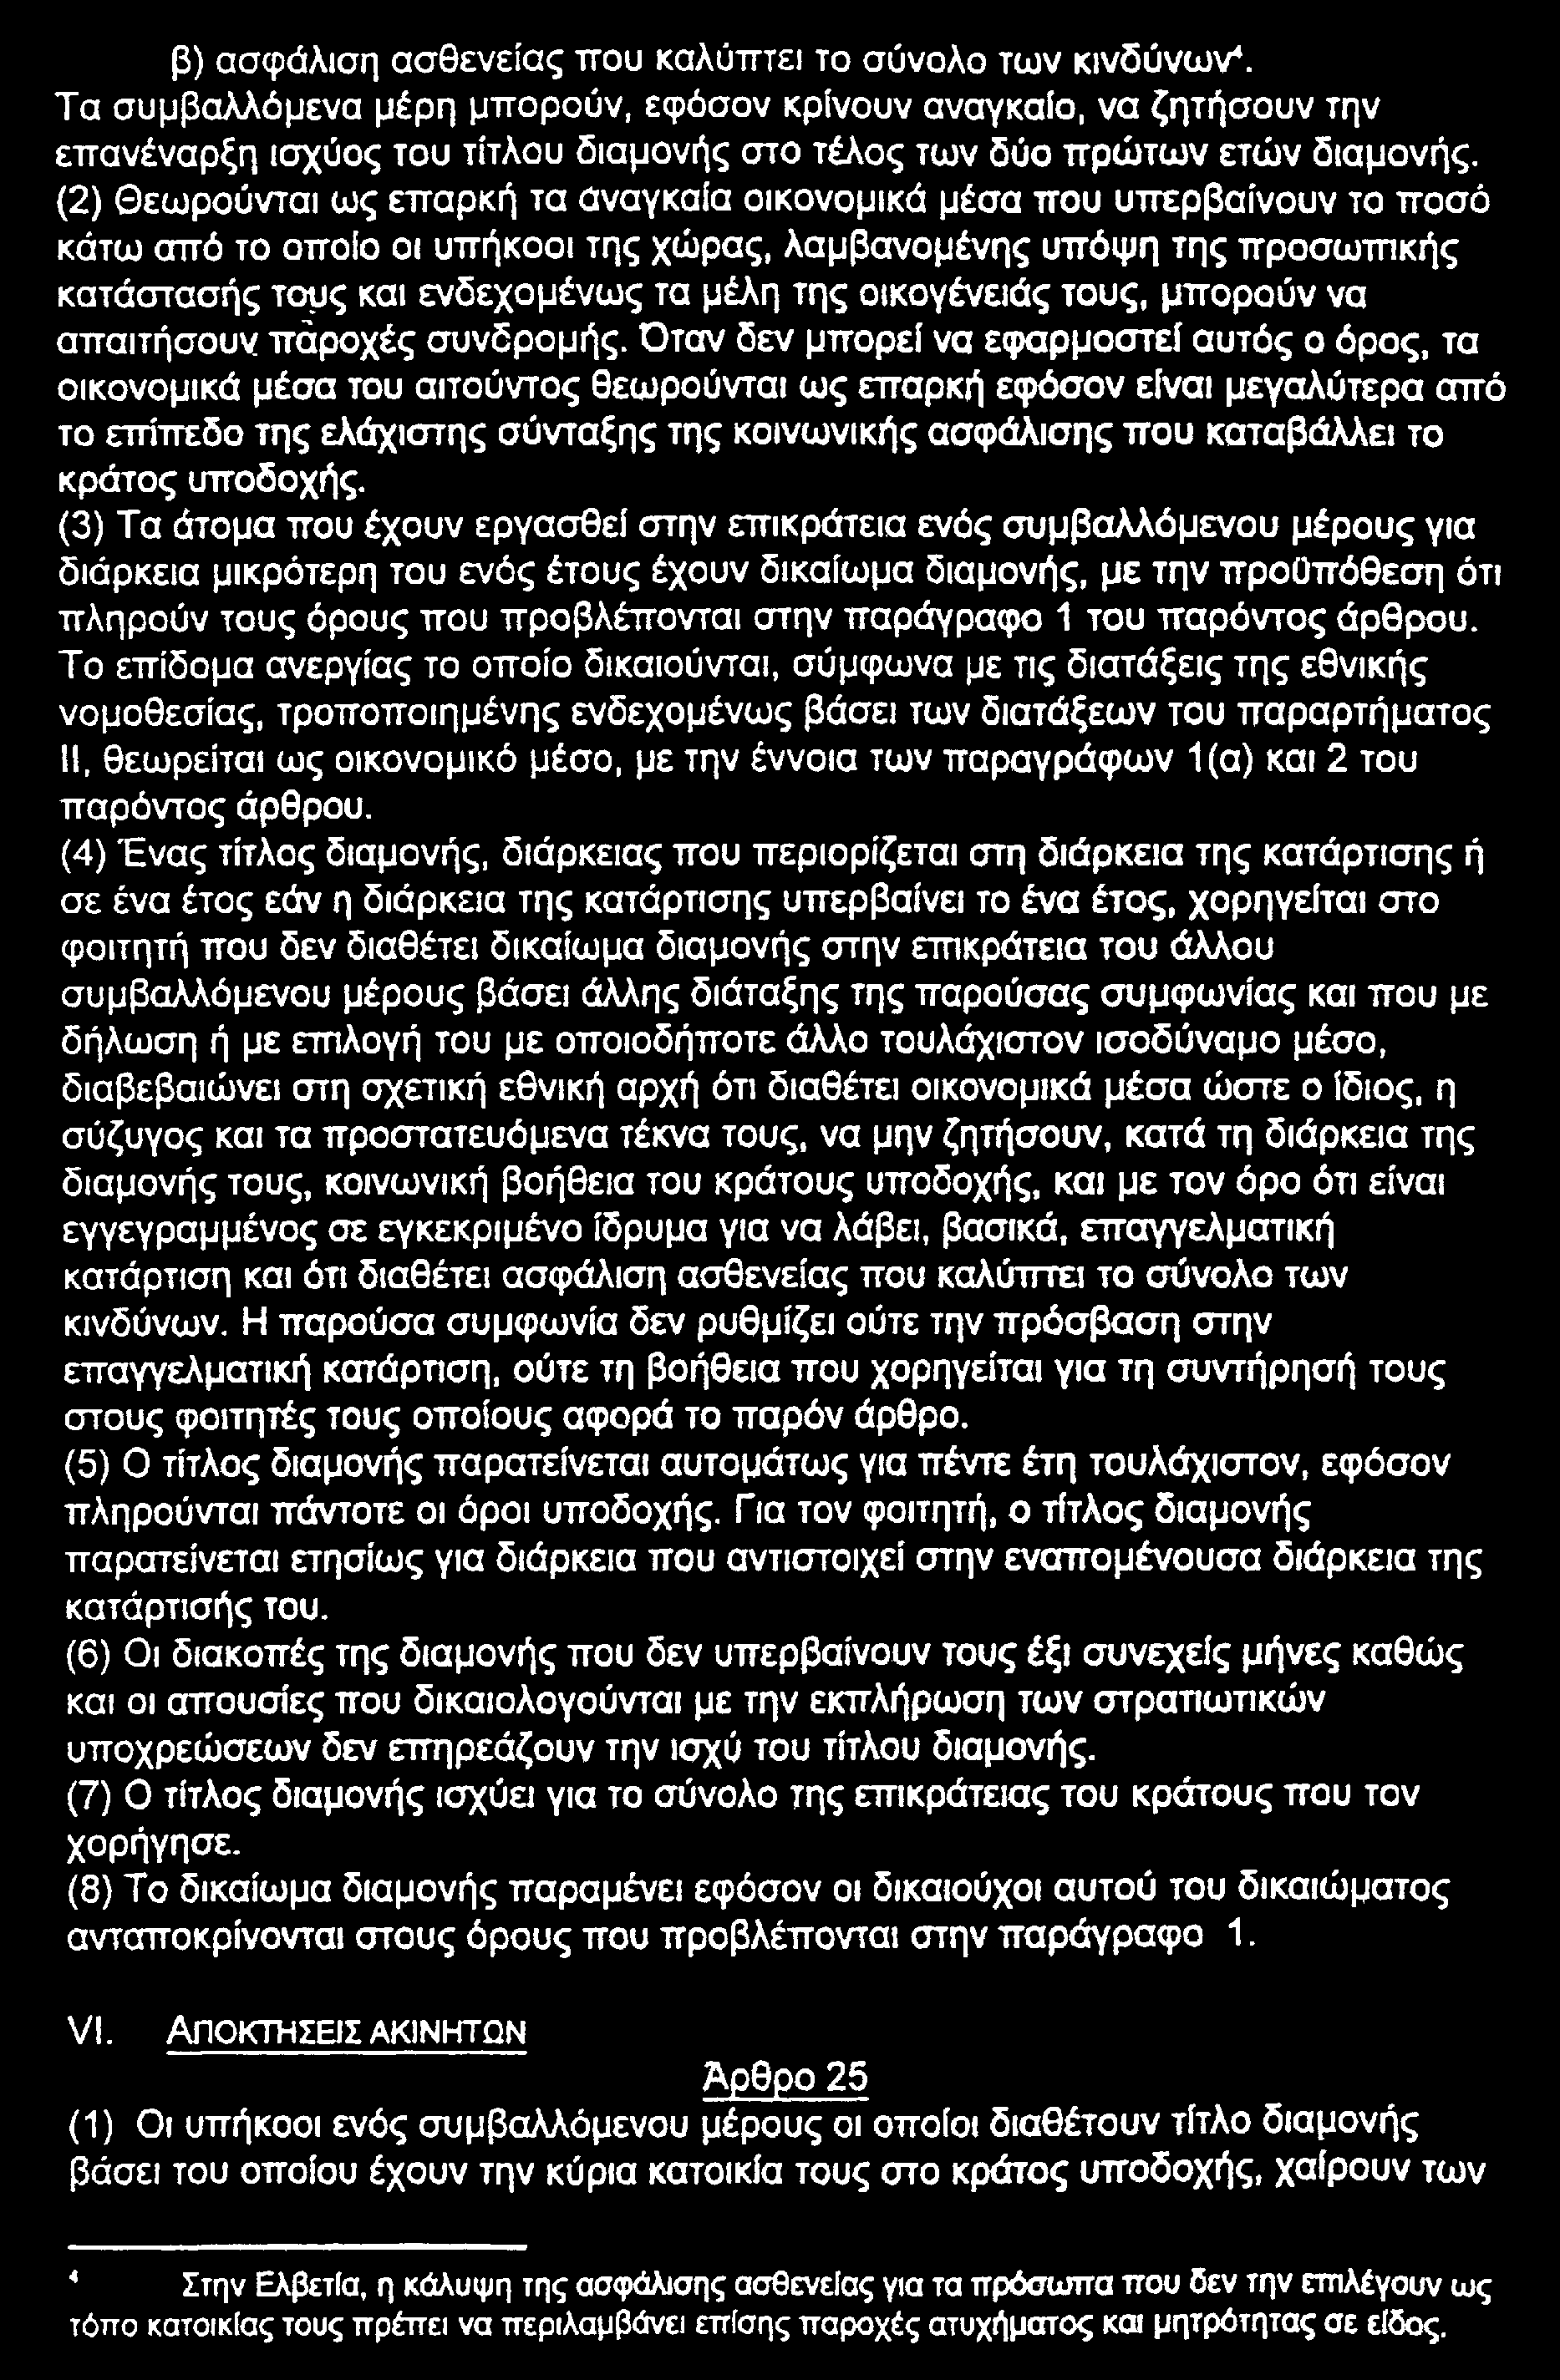 β) ασφάλιση ασθενείας που καλύπτει το σύνολο των κινδύνων⁴.
Τα συμβαλλόμενα μέρη μπορούν, εφόσον κρίνουν αναγκαίο, να ζητήσουν την
επανέναρξη ισχύος του τίτλου διαμονής στο τέλος των δύο πρώτων ετών διαμονής.
(2) Θεωρούνται ως επαρκή τα αναγκαία οικονομικά μέσα που υπερβαίνουν το ποσό
κάτω από το οποίο οι υπήκοοι της χώρας, λαμβανομένης υπόψη της προσωπικής
κατάστασής τους και ενδεχομένως τα μέλη της οικογένειάς τους, μπορούν να
απαιτήσουν παροχές συνδρομής. Όταν δεν μπορεί να εφαρμοστεί αυτός ο όρος, τα
οικονομικά μέσα του αιτούντος θεωρούνται ως επαρκή εφόσον είναι μεγαλύτερα από
το επίπεδο της ελάχιστης σύνταξης της κοινωνικής ασφάλισης που καταβάλλει το
κράτος υποδοχής.
(3) Τα άτομα που έχουν εργασθεί στην επικράτεια ενός συμβαλλόμενου μέρους για
διάρκεια μικρότερη του ενός έτους έχουν δικαίωμα διαμονής, με την προϋπόθεση ότι
πληρούν τους όρους που προβλέπονται στην παράγραφο 1 του παρόντος άρθρου.
Το επίδομα ανεργίας το οποίο δικαιούνται, σύμφωνα με τις διατάξεις της εθνικής
νομοθεσίας, τροποποιημένης ενδεχομένως βάσει των διατάξεων του παραρτήματος
II, θεωρείται ως οικονομικό μέσο, με την έννοια των παραγράφων 1(α) και 2 του
παρόντος άρθρου.
(4) Ένας τίτλος διαμονής, διάρκειας που περιορίζεται στη διάρκεια της κατάρτισης ή
σε ένα έτος εάν η διάρκεια της κατάρτισης υπερβαίνει το ένα έτος, χορηγείται στο
φοιτητή που δεν διαθέτει δικαίωμα διαμονής στην επικράτεια του άλλου
συμβαλλόμενου μέρους βάσει άλλης διάταξης της παρούσας συμφωνίας και που με
δήλωση ή με επιλογή του με οποιοδήποτε άλλο τουλάχιστον ισοδύναμο μέσο,
διαβεβαιώνει στη σχετική εθνική αρχή ότι διαθέτει οικονομικά μέσα ώστε ο ίδιος, η
σύζυγος και τα προστατευόμενα τέκνα τους, να μην ζητήσουν, κατά τη διάρκεια της
διαμονής τους, κοινωνική βοήθεια του κράτους υποδοχής, και με τον όρο ότι είναι
εγγεγραμμένος σε εγκεκριμένο ίδρυμα για να λάβει, βασικά, επαγγελματική
κατάρτιση και ότι διαθέτει ασφάλιση ασθενείας που καλύπτει το σύνολο των
κινδύνων. Η παρούσα συμφωνία δεν ρυθμίζει ούτε την πρόσβαση στην
επαγγελματική κατάρτιση, ούτε τη βοήθεια που χορηγείται για τη συντήρησή τους
στους φοιτητές τους οποίους αφορά το παρόν άρθρο.
(5) Ο τίτλος διαμονής παρατείνεται αυτομάτως για πέντε έτη τουλάχιστον, εφόσον
πληρούνται πάντοτε οι όροι υποδοχής. Για τον φοιτητή, ο τίτλος διαμονής
παρατείνεται ετησίως για διάρκεια που αντιστοιχεί στην εναπομένουσα διάρκεια της
κατάρτισής του.
(6) Οι διακοπές της διαμονής που δεν υπερβαίνουν τους έξι συνεχείς μήνες καθώς
και οι απουσίες που δικαιολογούνται με την εκπλήρωση των στρατιωτικών
υποχρεώσεων δεν επηρεάζουν την ισχύ του τίτλου διαμονής.
(7) Ο τίτλος διαμονής ισχύει για το σύνολο της επικράτειας του κράτους που τον
χορήγησε.
(8) Το δικαίωμα διαμονής παραμένει εφόσον οι δικαιούχοι αυτού του δικαιώματος
ανταποκρίνονται στους όρους που προβλέπονται στην παράγραφο 1.
VI. ΑΠΟΚΤΗΣΕΙΣ ΑΚΙΝΗΤΩΝ
Άρθρο 25
(1) Οι υπήκοοι ενός συμβαλλόμενου μέρους οι οποίοι διαθέτουν τίτλο διαμονής
βάσει του οποίου έχουν την κύρια κατοικία τους στο κράτος υποδοχής, χαίρουν των
⁴ Στην Ελβετία, η κάλυψη της ασφάλισης ασθενείας για τα πρόσωπα που δεν την επιλέγουν ως
τόπο κατοικίας τους πρέπει να περιλαμβάνει επίσης παροχές ατυχήματος και μητρότητας σε είδος.